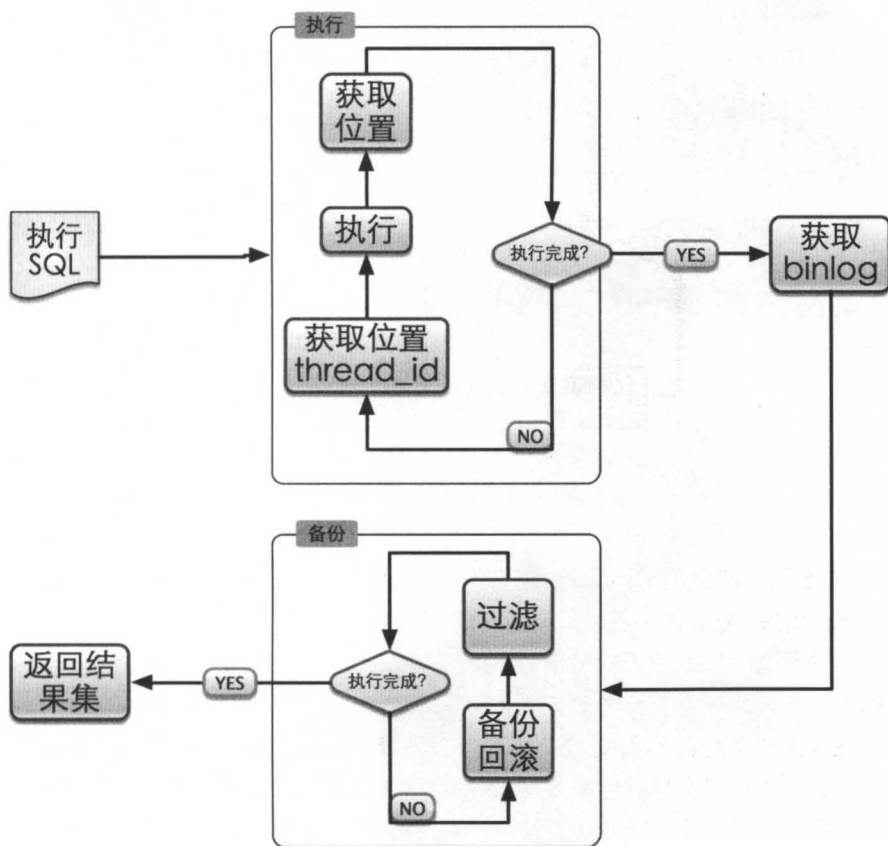 执行
获取
位置
执行
执行
SQL
执行完成?
YES
获取
binlog
获取位置
thread_id
NO
备份
过滤
返回结
果集
YES
执行完成?
备份
回滚
NO